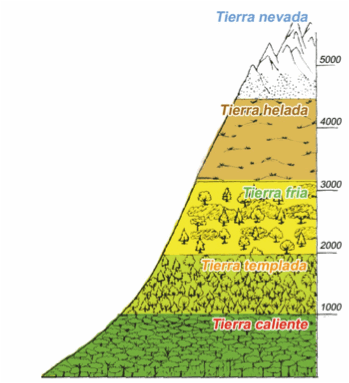 Tierra nevada
5000
Tierra helada
4000
3000
Tierra fría
2000
Tierra templada
1000
Tierra caliente